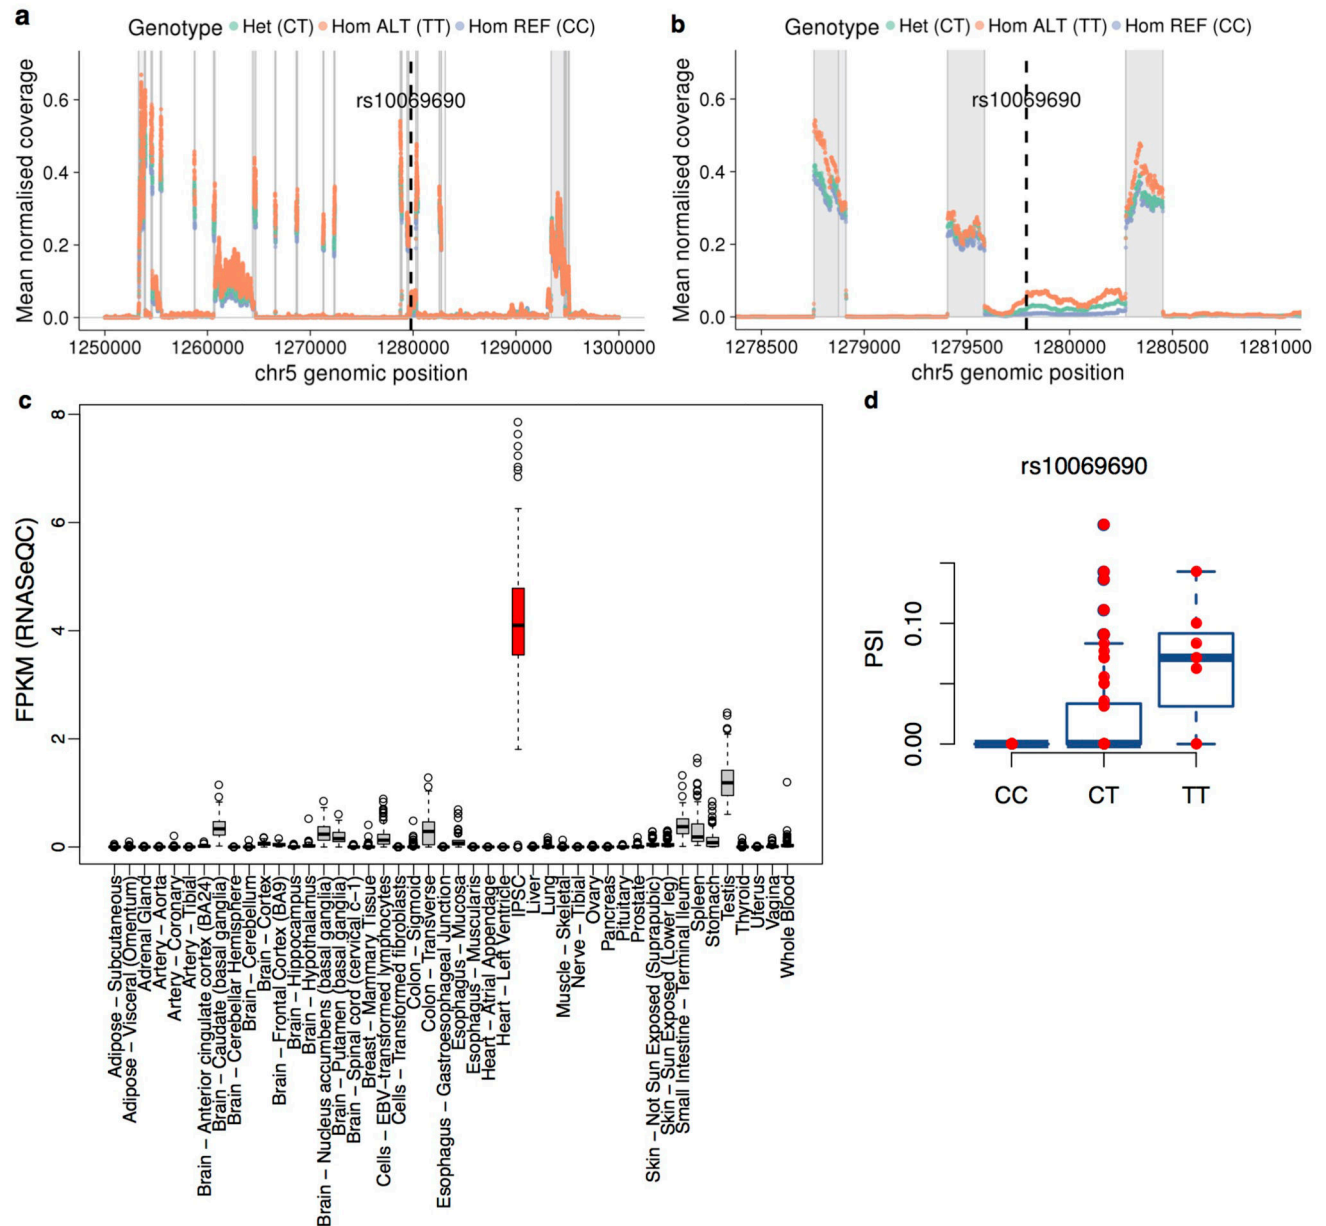 a
Genotype Het (CT) Hom ALT (TT) Hom REF (CC)
Mean normalised coverage
0.6
0.4
0.2
0.0
rs10069690
1250000 1260000 1270000 1280000 1290000 1300000
chr5 genomic position
b
Genotype Het (CT) Hom ALT (TT) Hom REF (CC)
Mean normalised coverage
0.6
0.4
0.2
0.0
rs10069690
1278500 1279000 1279500 1280000 1280500 1281000
chr5 genomic position
c
FPKM (RNASeQC)
8
6
4
2
0
Adipose – Subcutaneous
Adipose – Visceral (Omentum)
Adrenal Gland
Artery – Aorta
Artery – Coronary
Artery – Tibial
Brain – Anterior cingulate cortex (BA24)
Brain – Caudate (basal ganglia)
Brain – Cerebellar Hemisphere
Brain – Cerebellum
Brain – Cortex
Brain – Frontal Cortex (BA9)
Brain – Hippocampus
Brain – Hypothalamus
Brain – Nucleus accumbens (basal ganglia)
Brain – Putamen (basal ganglia)
Brain – Spinal cord (cervical c–1)
Breast – Mammary Tissue
Cells – EBV–transformed lymphocytes
Cells – Transformed fibroblasts
Colon – Sigmoid
Colon – Transverse
Esophagus – Gastroesophageal Junction
Esophagus – Mucosa
Esophagus – Muscularis
Heart – Atrial Appendage
Heart – Left Ventricle
IPSC
Liver
Lung
Muscle – Skeletal
Nerve – Tibial
Ovary
Pancreas
Pituitary
Prostate
Skin – Not Sun Exposed (Suprapubic)
Skin – Sun Exposed (Lower leg)
Small Intestine – Terminal Ileum
Spleen
Stomach
Testis
Thyroid
Uterus
Vagina
Whole Blood
d
rs10069690
PSI
0.10
0.00
CC CT TT